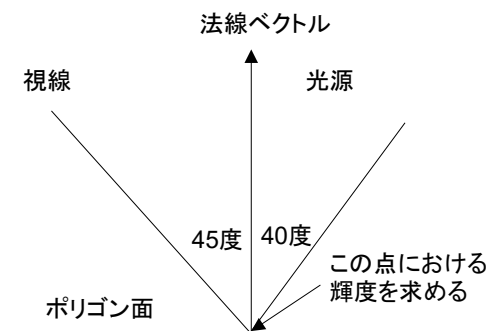 法線ベクトル
視線
光源
45度
40度
この点における
輝度を求める
ポリゴン面